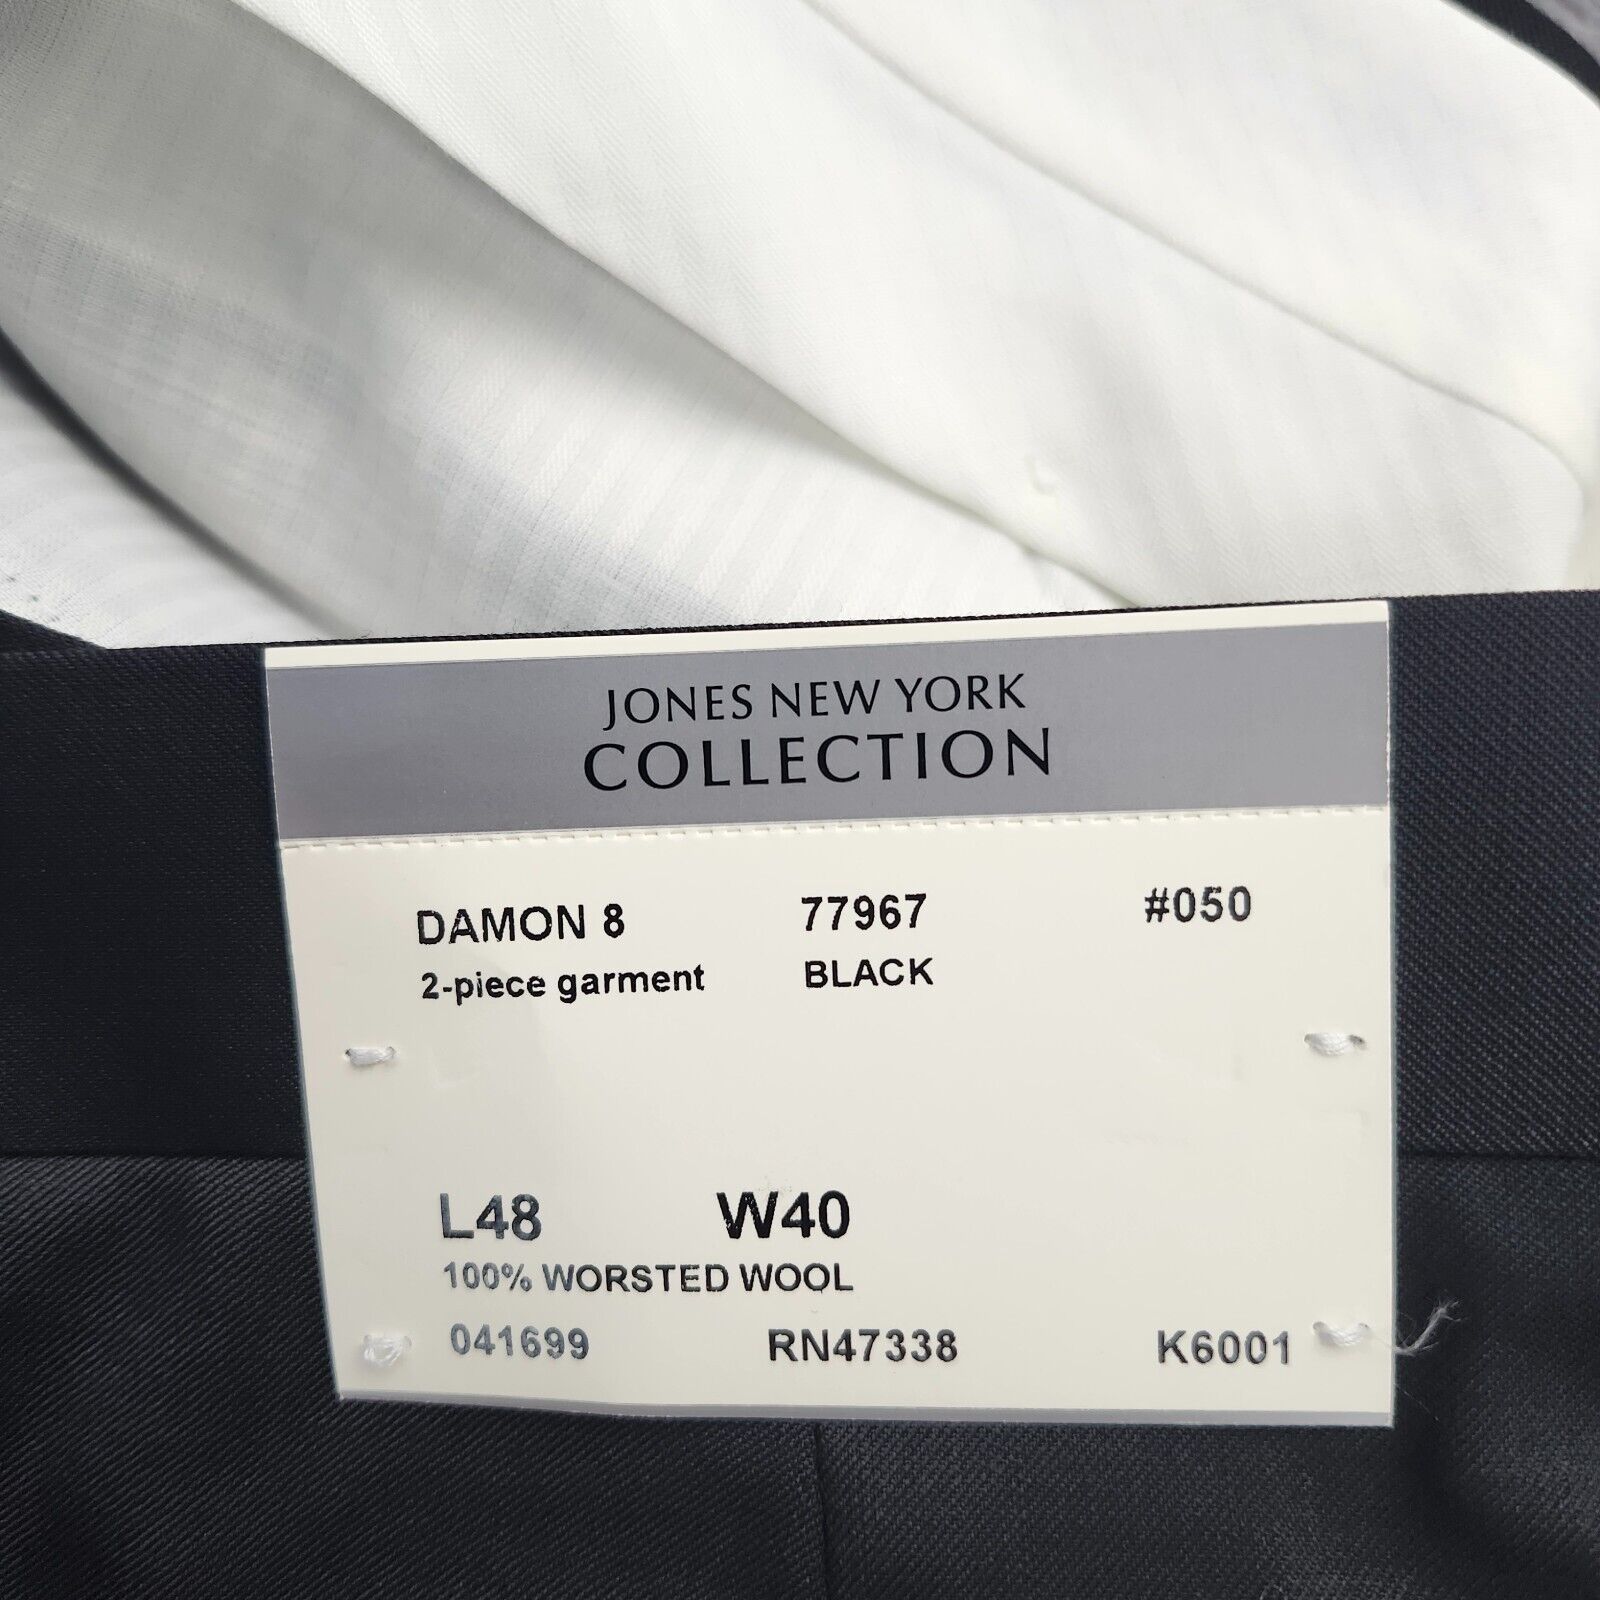 JONES NEW YORK
COLLECTION
DAMON 8 77967 #050
2-piece garment BLACK
L48 W40
100% WORSTED WOOL
041699 RN47338 K6001